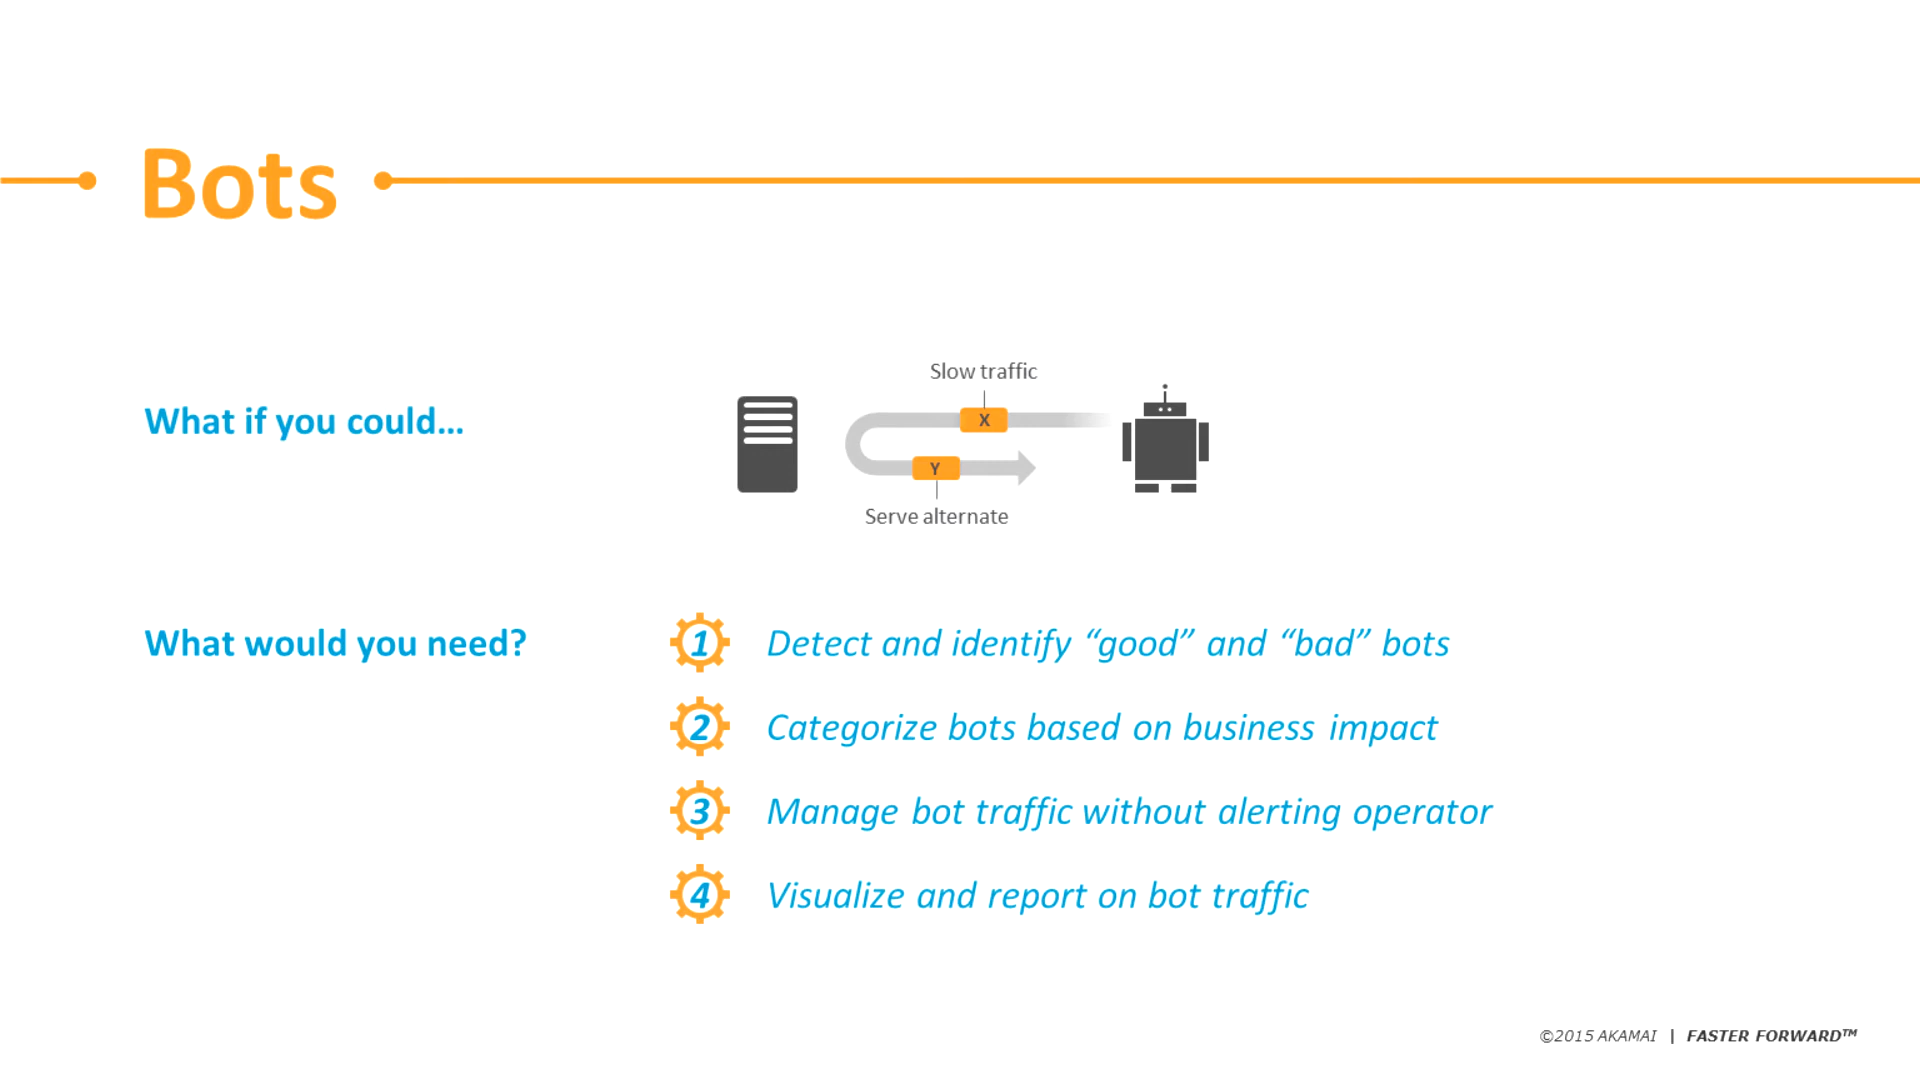 Bots
What if you could...
Slow traffic
X
Y
Serve alternate
What would you need?
1 Detect and identify “good” and “bad” bots
2 Categorize bots based on business impact
3 Manage bot traffic without alerting operator
4 Visualize and report on bot traffic
©2015 AKAMAI | FASTER FORWARD™